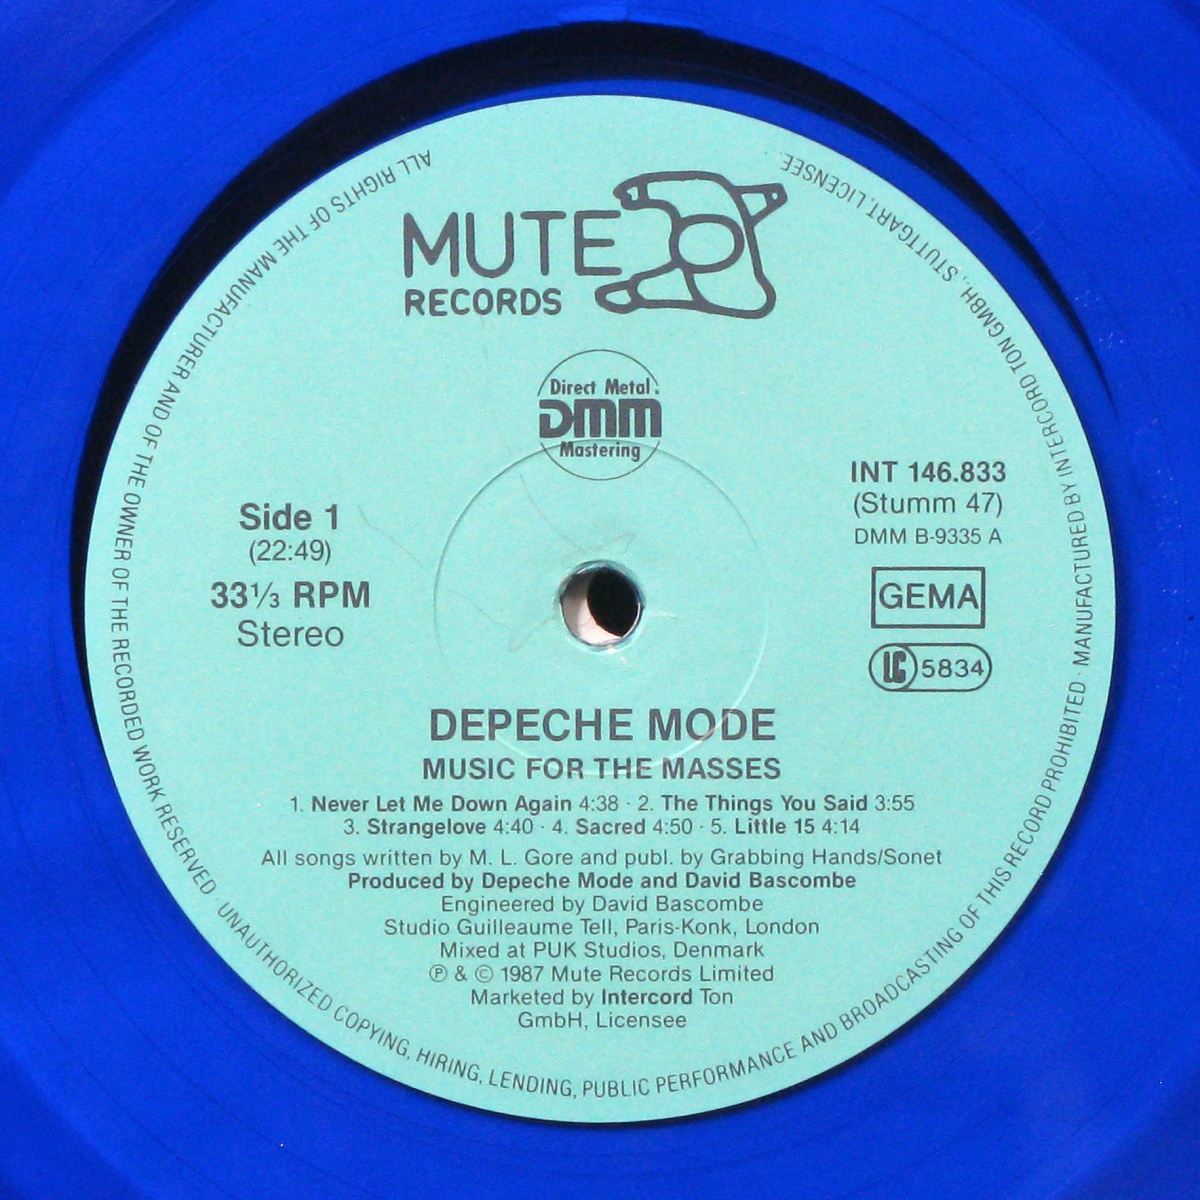 MUTE
RECORDS
Direct Metal
DMM
Mastering
INT 146.833
(Stumm 47)
DMM B-9335 A
GEMA
LC 5834
Side 1
(22:49)
33⅓ RPM
Stereo
DEPECHE MODE
MUSIC FOR THE MASSES
1. Never Let Me Down Again 4:38 · 2. The Things You Said 3:55
3. Strangelove 4:40 · 4. Sacred 4:50 · 5. Little 15 4:14
All songs written by M. L. Gore and publ. by Grabbing Hands/Sonet
Produced by Depeche Mode and David Bascombe
Engineered by David Bascombe
Studio Guilleaume Tell, Paris-Konk, London
Mixed at PUK Studios, Denmark
℗ & © 1987 Mute Records Limited
Marketed by Intercord Ton
GmbH, Licensee
ALL RIGHTS OF THE MANUFACTURER AND OF THE OWNER OF THE RECORDED WORK RESERVED · UNAUTHORIZED COPYING, HIRING, LENDING, PUBLIC PERFORMANCE AND BROADCASTING OF THIS RECORD PROHIBITED · MANUFACTURED BY INTERCORD TON GMBH., STUTTGART, LICENSEE